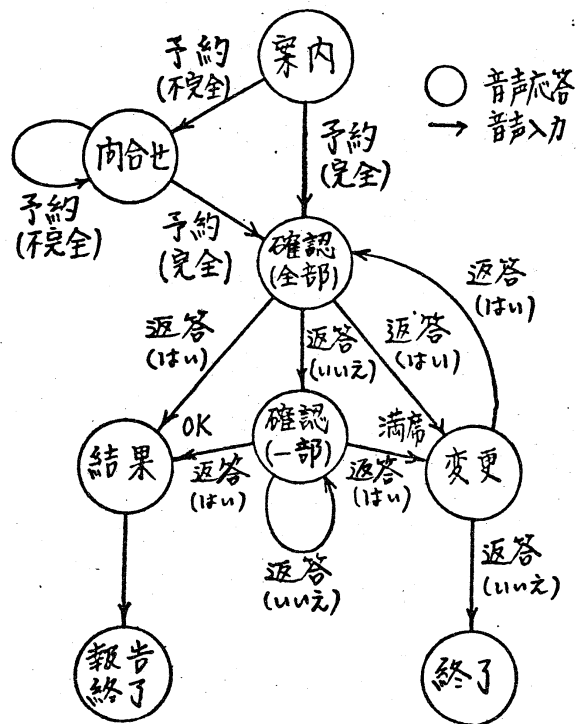 案内
予約
(不完全)
○ 音声応答
→ 音声入力
問合せ
予約
(完全)
予約
(不完全)
予約
(完全)
確認
(全部)
返答
(はい)
返答
(はい)
返答
(いいえ)
返答
(はい)
OK
確認
(一部)
満席
結果
返答
(はい)
返答
(はい)
変更
返答
(いいえ)
返答
(いいえ)
報告
終了
終了